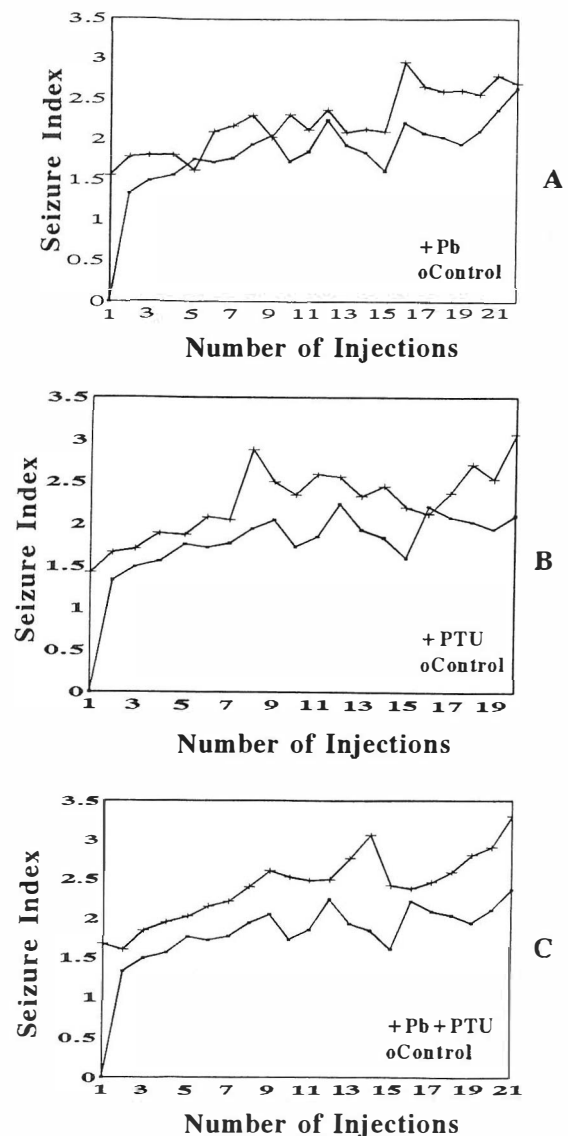 3.5
3
2.5
2
1.5
1
0.5
0
Seizure Index
+Pb
oControl
1 3 5 7 9 11 13 15 17 19 21
Number of Injections
A
3.5
3
2.5
2
1.5
1
0.5
0
Seizure Index
+PTU
oControl
1 3 5 7 9 11 13 15 17 19
Number of Injections
B
3.5
3
2.5
2
1.5
1
0.5
0
Seizure Index
+Pb+PTU
oControl
1 3 5 7 9 11 13 15 17 19 21
Number of Injections
C